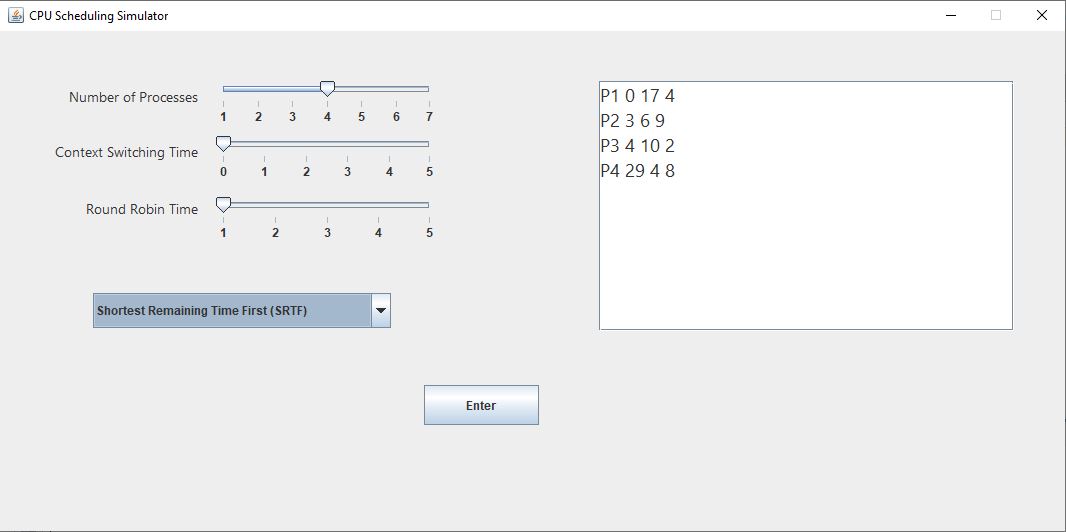 CPU Scheduling Simulator
Number of Processes
1 2 3 4 5 6 7
Context Switching Time
0 1 2 3 4 5
Round Robin Time
1 2 3 4 5
Shortest Remaining Time First (SRTF)
Enter
P1 0 17 4
P2 3 6 9
P3 4 10 2
P4 29 4 8